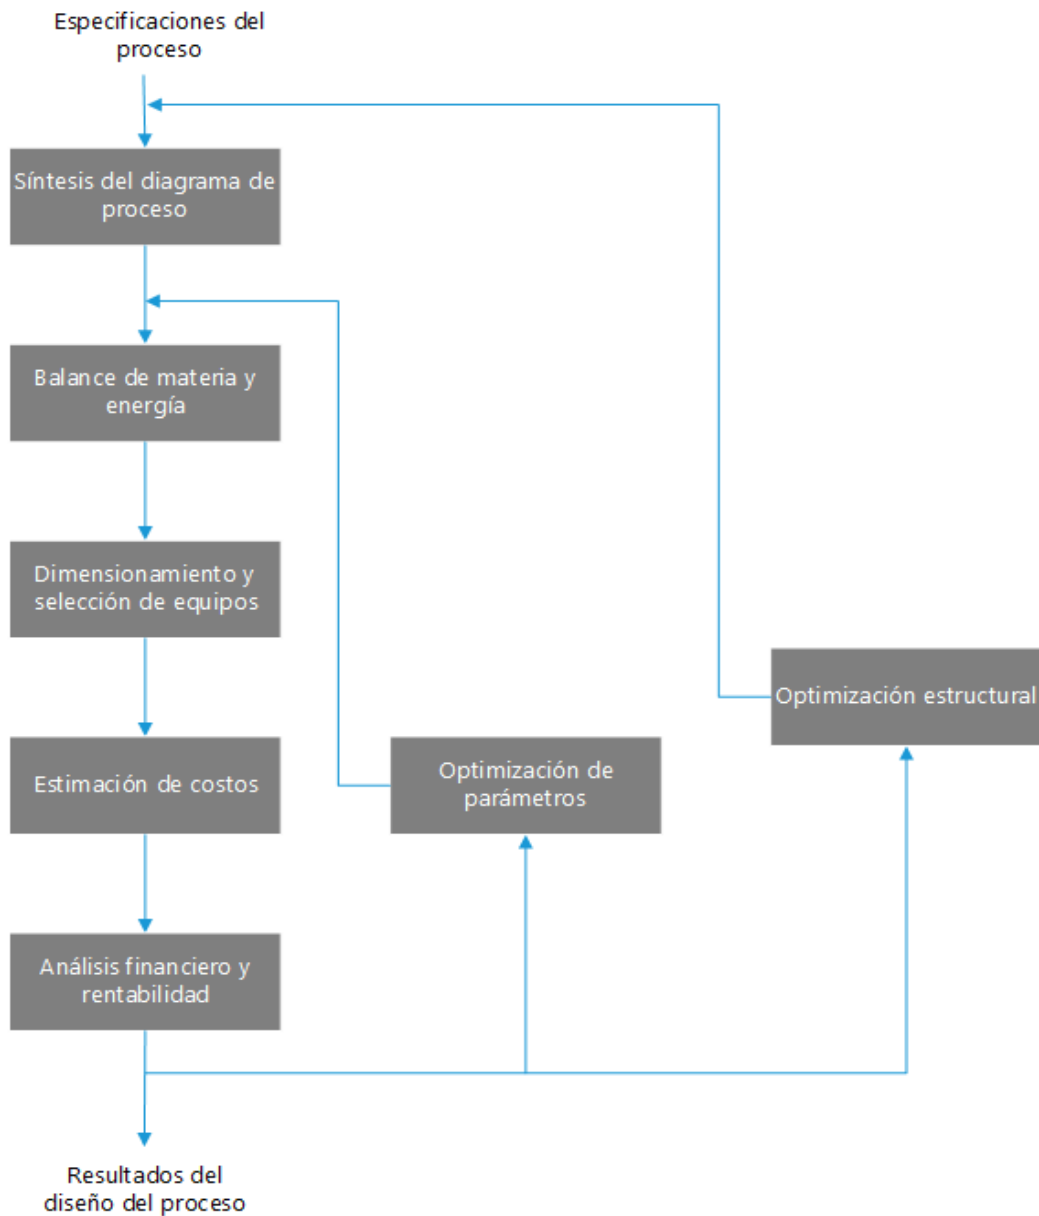 Especificaciones del
proceso
Síntesis del diagrama de
proceso
Balance de materia y
energía
Dimensionamiento y
selección de equipos
Optimización estructural
Estimación de costos
Optimización de
parámetros
Análisis financiero y
rentabilidad
Resultados del
diseño del proceso